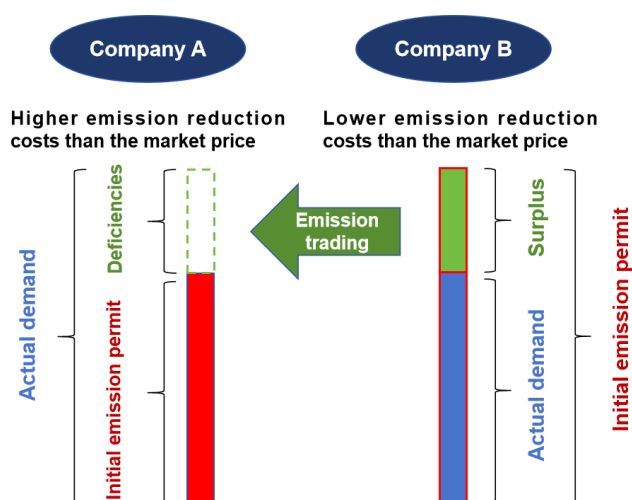 Company A
Company B
Higher emission reduction
costs than the market price
Lower emission reduction
costs than the market price
Actual demand
Deficiencies
Initial emission permit
Emission
trading
Surplus
Actual demand
Initial emission permit